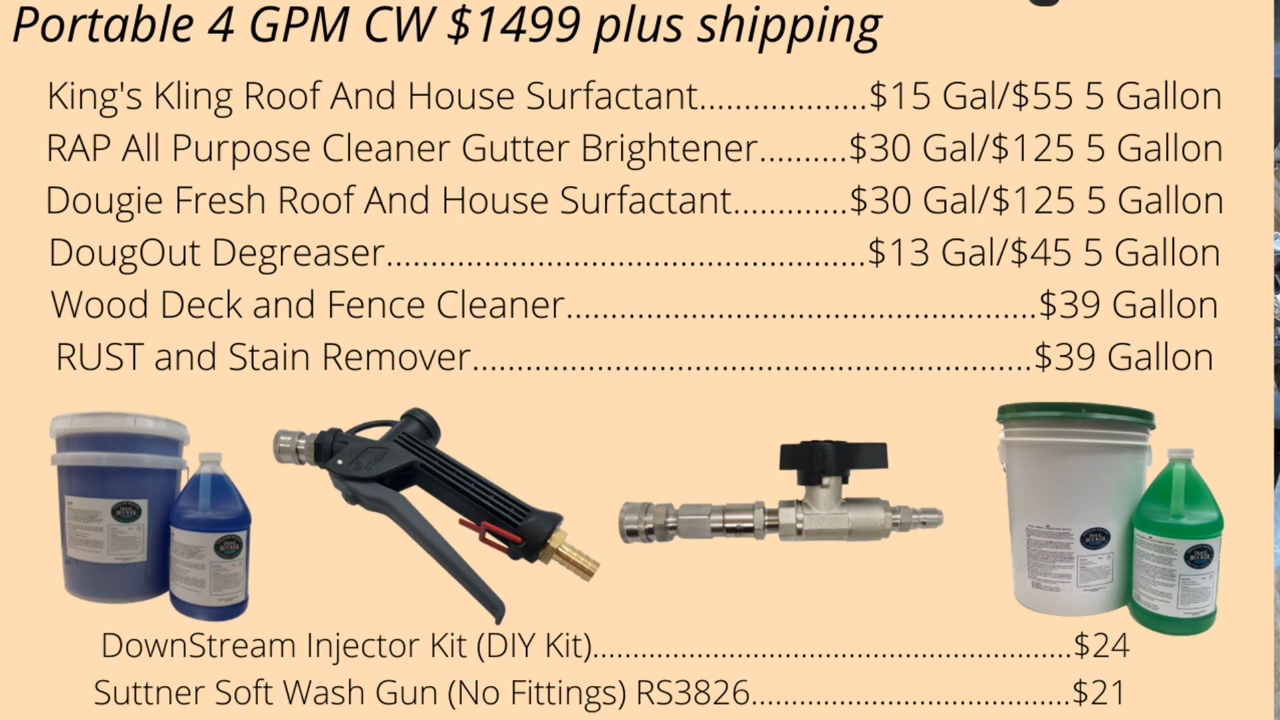 Portable 4 GPM CW $1499 plus shipping
King's Kling Roof And House Surfactant..................$15 Gal/$55 5 Gallon
RAP All Purpose Cleaner Gutter Brightener..........$30 Gal/$125 5 Gallon
Dougie Fresh Roof And House Surfactant.............$30 Gal/$125 5 Gallon
DougOut Degreaser...................................................$13 Gal/$45 5 Gallon
Wood Deck and Fence Cleaner..................................................$39 Gallon
RUST and Stain Remover............................................................$39 Gallon
DownStream Injector Kit (DIY Kit)....................................................$24
Suttner Soft Wash Gun (No Fittings) RS3826...................................$21